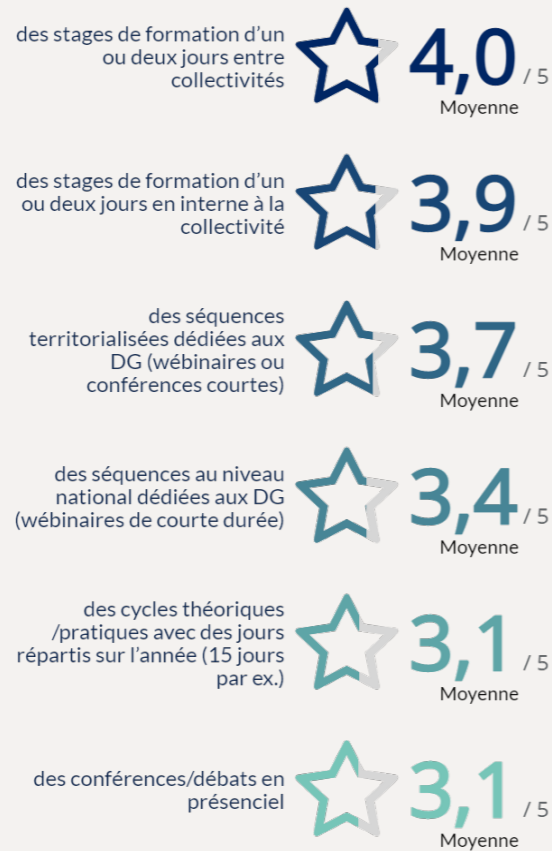 des stages de formation d'un
ou deux jours entre
collectivités
4,0 / 5
Moyenne
des stages de formation d'un
ou deux jours en interne à la
collectivité
3,9 / 5
Moyenne
des séquences
territorialisées dédiées aux
DG (wébinaires ou
conférences courtes)
3,7 / 5
Moyenne
des séquences au niveau
national dédiées aux DG
(wébinaires de courte durée)
3,4 / 5
Moyenne
des cycles théoriques
/pratiques avec des jours
répartis sur l'année (15 jours
par ex.)
3,1 / 5
Moyenne
des conférences/débats en
présenciel
3,1 / 5
Moyenne